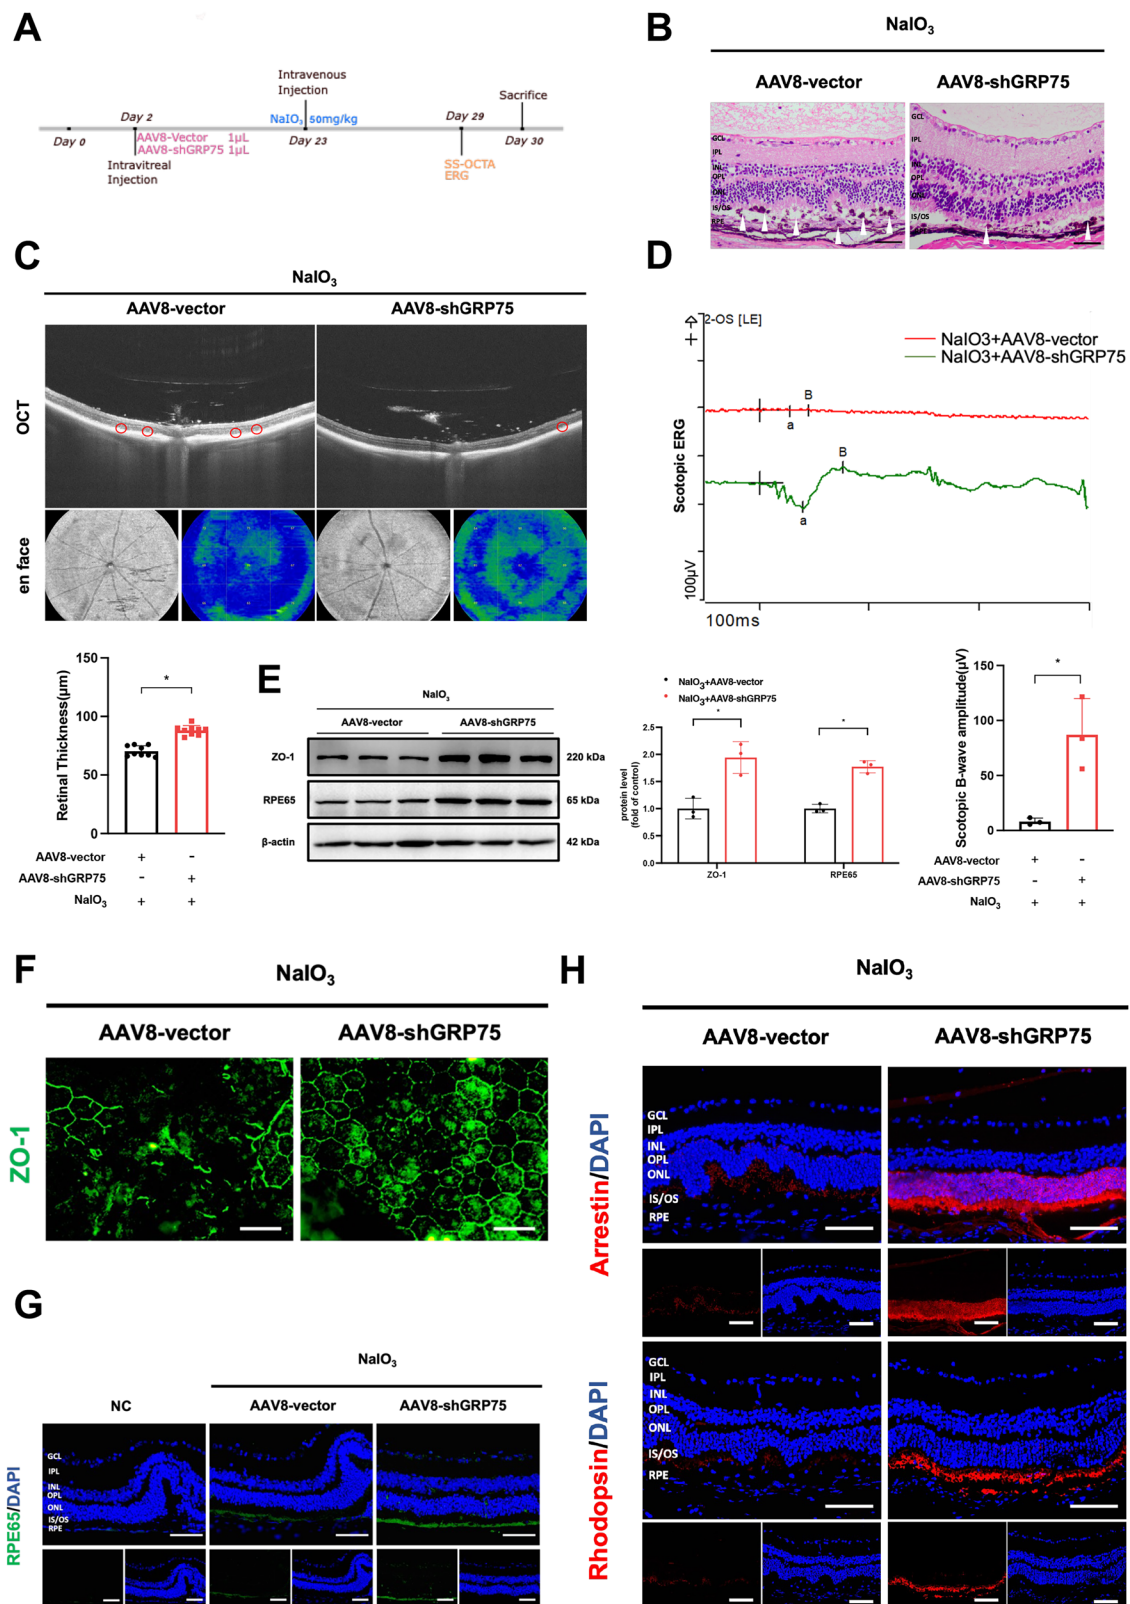 A
Intravenous
Injection
Sacrifice
Day 2
NaIO₃ 50mg/kg
Day 29
Day 0
AAV8-Vector 1μL
AAV8-shGRP75 1μL
Day 23
Day 30
Intravitreal
Injection
SS-OCTA
ERG
B
NaIO₃
AAV8-vector
AAV8-shGRP75
GCL
IPL
INL
OPL
ONL
IS/OS
RPE
GCL
IPL
INL
OPL
ONL
IS/OS
RPE
C
NaIO₃
AAV8-vector
AAV8-shGRP75
OCT
en face
Retinal Thickness(μm)
150
100
50
0
*
AAV8-vector + -
AAV8-shGRP75 - +
NaIO₃ + +
D
2-OS [LE]
NaIO3+AAV8-vector
NaIO3+AAV8-shGRP75
B
a
B
a
Scotopic ERG
100μV
100ms
Scotopic B-wave amplitude(μV)
150
100
50
0
*
AAV8-vector + -
AAV8-shGRP75 - +
NaIO₃ + +
E
NaIO₃
AAV8-vector
AAV8-shGRP75
ZO-1
220 kDa
RPE65
65 kDa
β-actin
42 kDa
NaIO₃+AAV8-vector
NaIO₃+AAV8-shGRP75
protein level
(fold of control)
2.5
2.0
1.5
1.0
0.5
0.0
*
*
ZO-1
RPE65
F
NaIO₃
AAV8-vector
AAV8-shGRP75
ZO-1
G
NaIO₃
NC
AAV8-vector
AAV8-shGRP75
RPE65/DAPI
GCL
IPL
INL
OPL
ONL
IS/OS
RPE
H
NaIO₃
AAV8-vector
AAV8-shGRP75
Arrestin/DAPI
GCL
IPL
INL
OPL
ONL
IS/OS
RPE
Rhodopsin/DAPI
GCL
IPL
INL
OPL
ONL
IS/OS
RPE